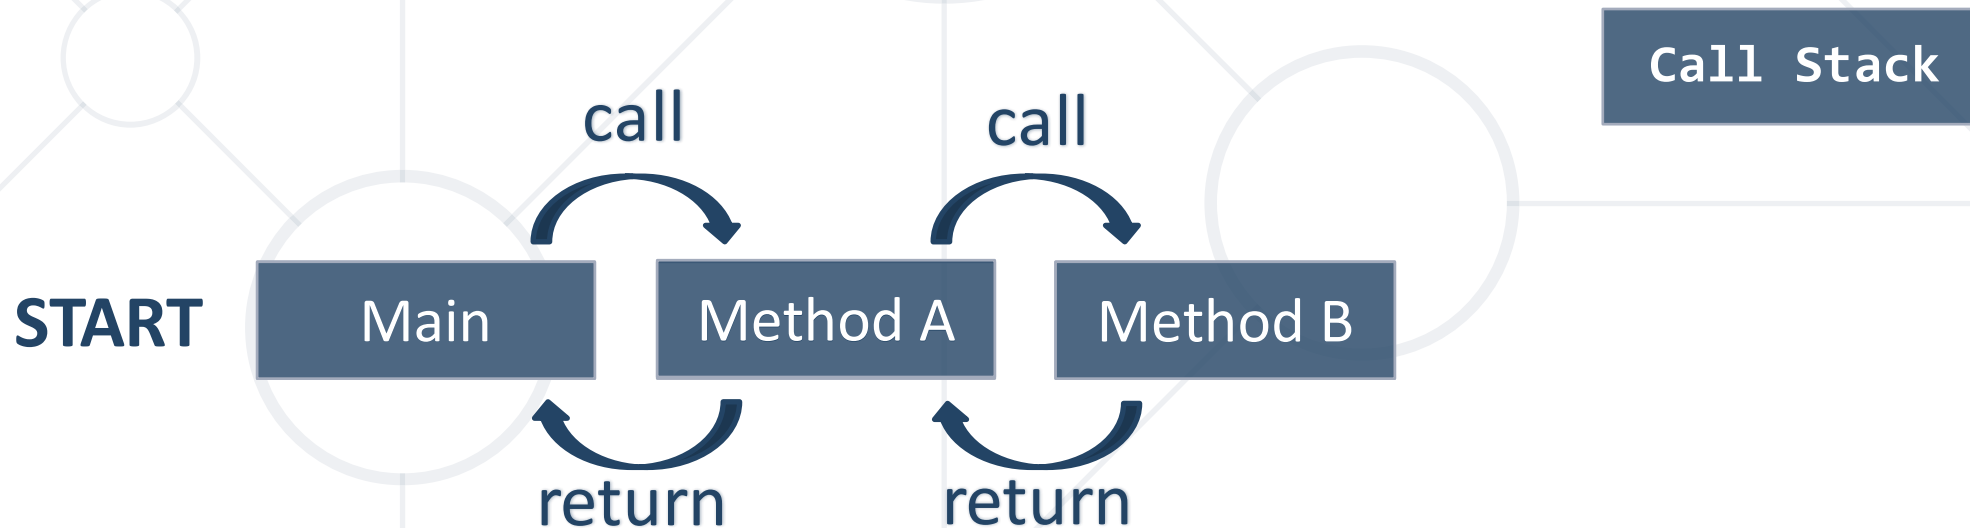 Call Stack
call
call
START
Main
Method A
Method B
return
return